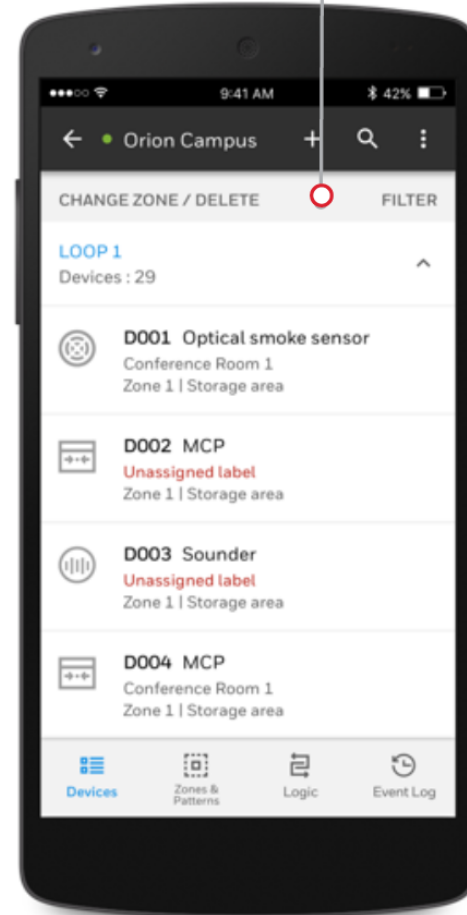 9:41 AM 42%
Orion Campus
CHANGE ZONE / DELETE FILTER
LOOP 1
Devices : 29
D001 Optical smoke sensor
Conference Room 1
Zone 1 | Storage area
D002 MCP
Unassigned label
Zone 1 | Storage area
D003 Sounder
Unassigned label
Zone 1 | Storage area
D004 MCP
Conference Room 1
Zone 1 | Storage area
Devices Zones & Patterns Logic Event Log